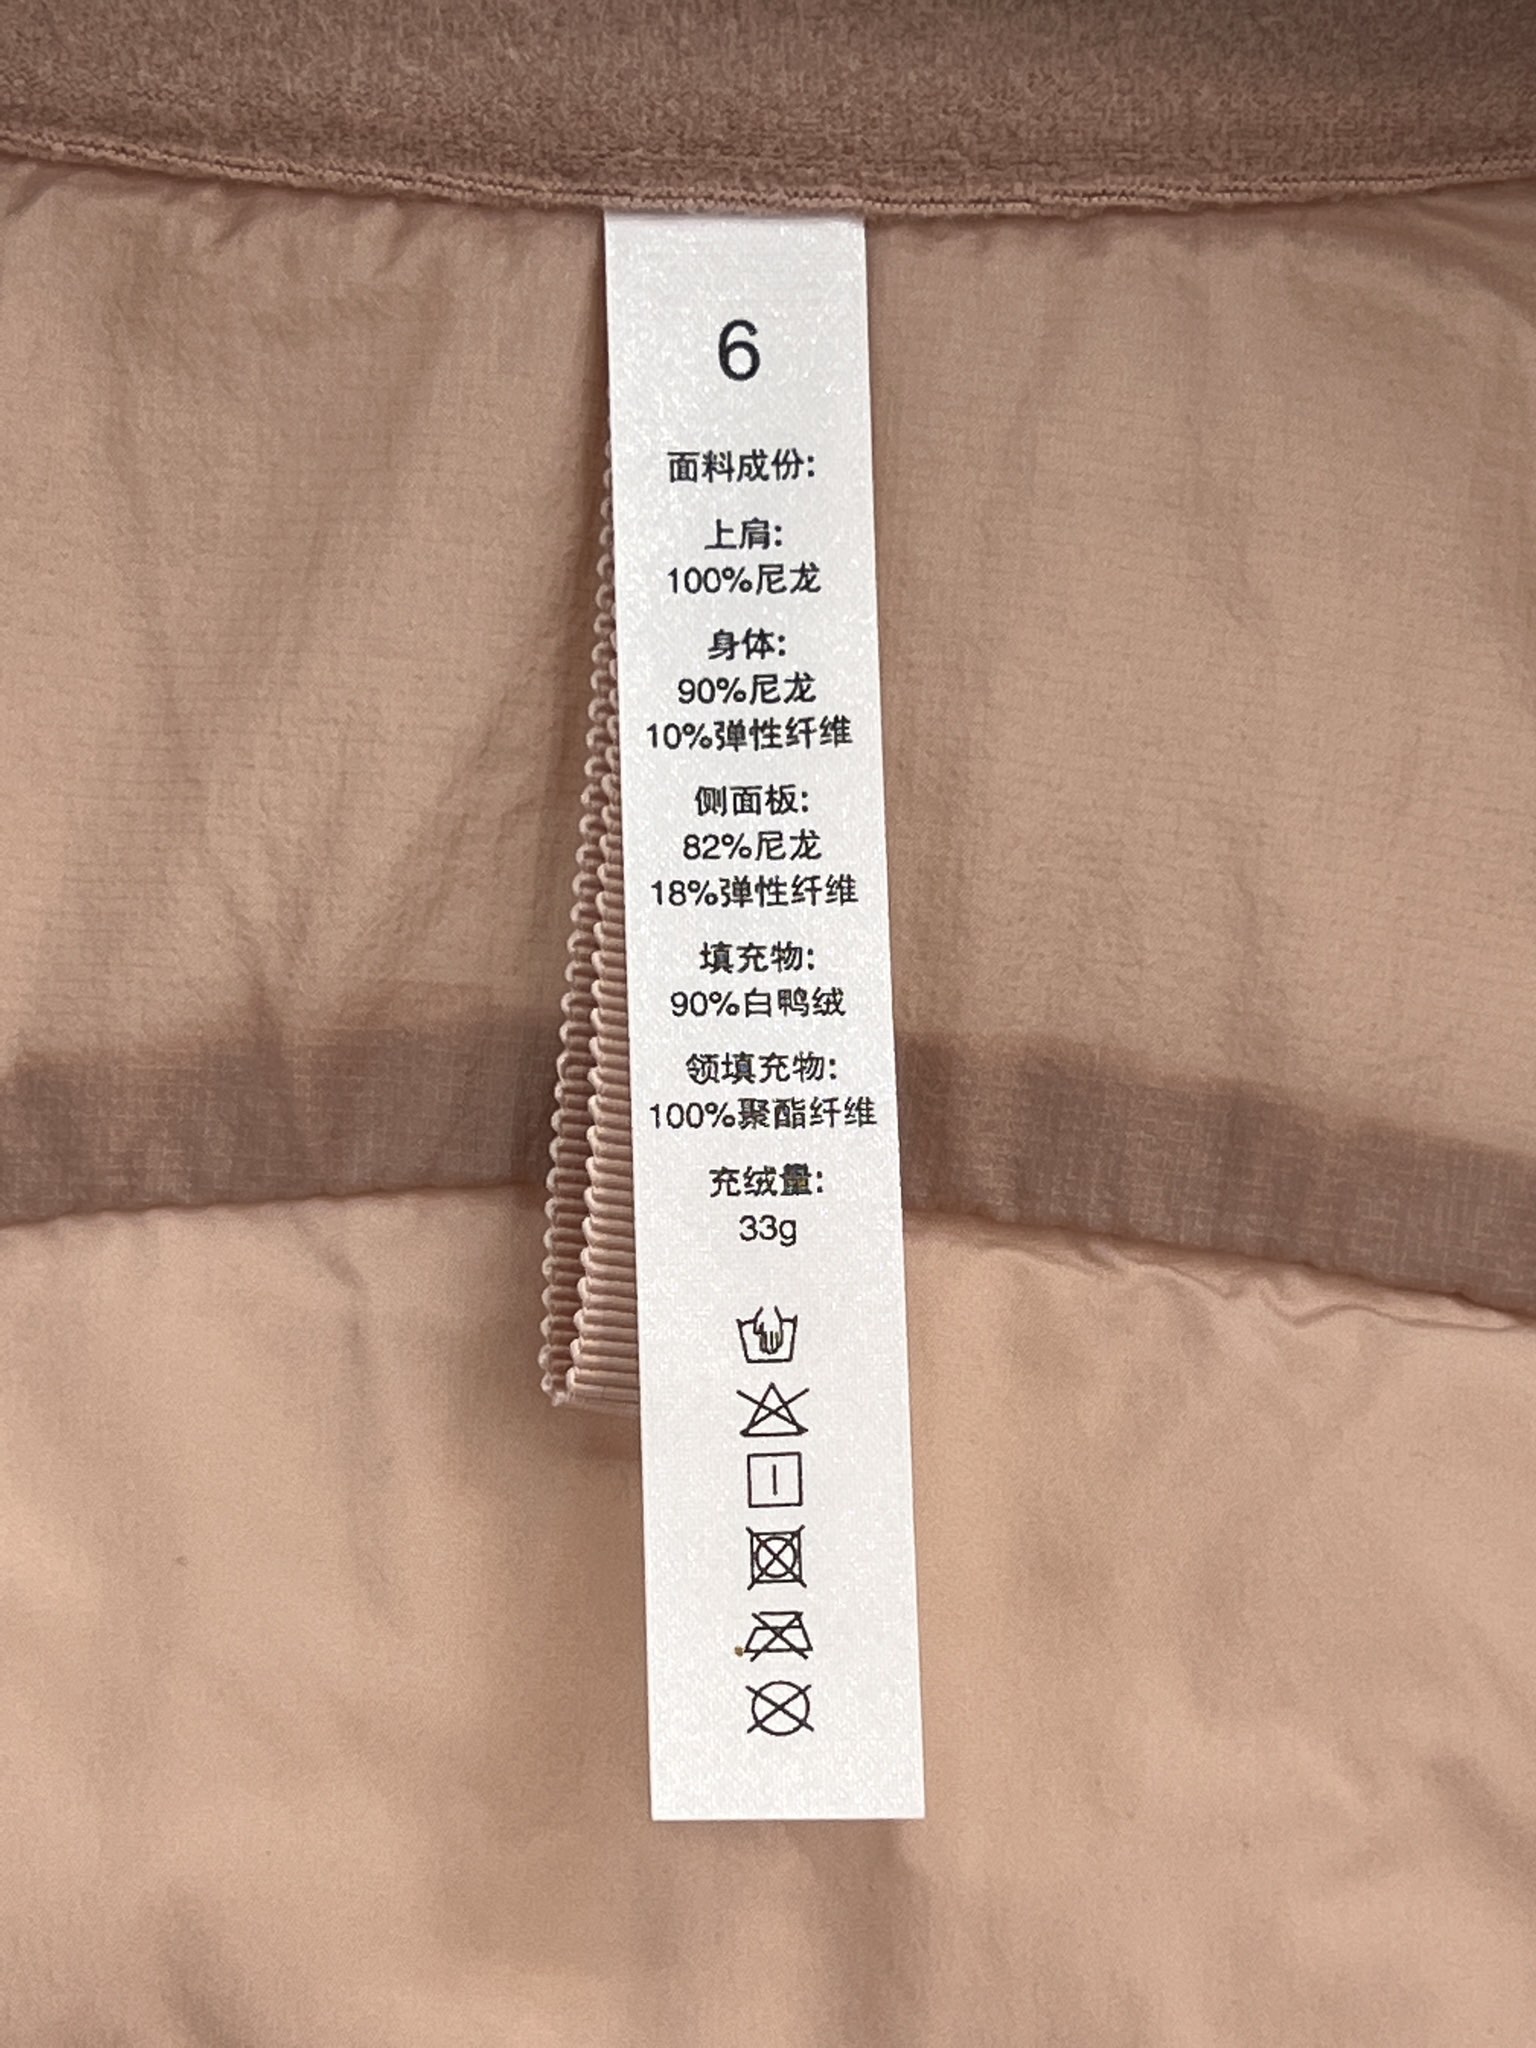 6
面料成份:
上肩:
100%尼龙
身体:
90%尼龙
10%弹性纤维
侧面板:
82%尼龙
18%弹性纤维
填充物:
90%白鸭绒
领填充物:
100%聚酯纤维
充绒量:
33g